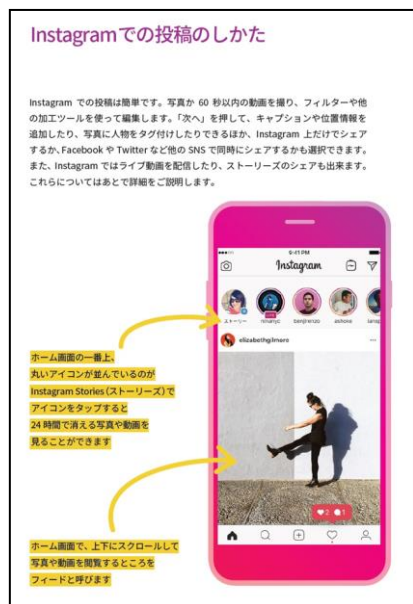 Instagramでの投稿のしかた
Instagram での投稿は簡単です。写真か 60 秒以内の動画を撮り、フィルターや他
の加工ツールを使って編集します。「次へ」を押して、キャプションや位置情報を
追加したり、写真に人物をタグ付けしたりできるほか、Instagram 上だけでシェア
するか、Facebook や Twitter など他の SNS で同時にシェアするかも選択できます。
また、Instagram ではライブ動画を配信したり、ストーリーズのシェアも出来ます。
これらについてはあとで詳細をご説明します。
9:41 PM
Instagram
ストーリー
benjirenzo
ashoke
elizabethgilmore
ホーム画面の一番上、
丸いアイコンが並んでいるのが
Instagram Stories（ストーリーズ）で
アイコンをタップすると
24 時間で消える写真や動画を
見ることができます
2 1
ホーム画面で、上下にスクロールして
写真や動画を閲覧するところを
フィードと呼びます